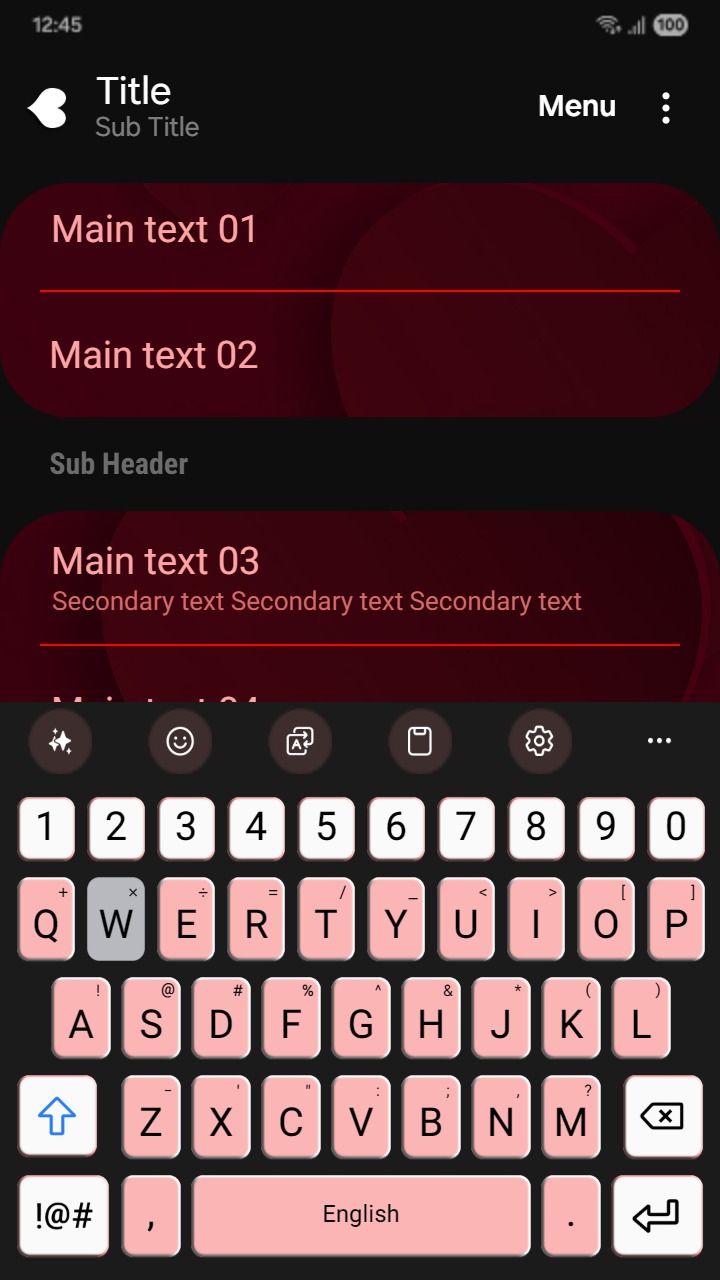 12:45
100
Title
Sub Title
Menu
Main text 01
Main text 02
Sub Header
Main text 03
Secondary text Secondary text Secondary text
1 2 3 4 5 6 7 8 9 0
+ × ÷ = / _ < > [ ]
Q W E R T Y U I O P
! @ # % ^ & * ( )
A S D F G H J K L
- ' " : ; , ?
Z X C V B N M
!@# , English .